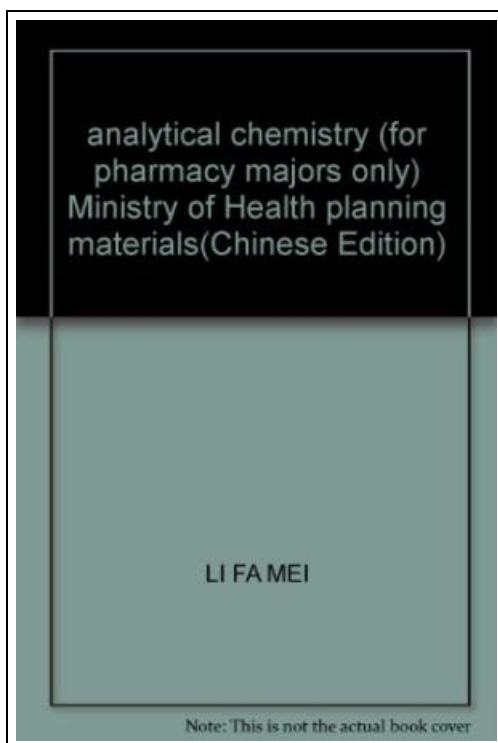 analytical chemistry (for
pharmacy majors only)
Ministry of Health planning
materials(Chinese Edition)
LI FA MEI
Note: This is not the actual book cover